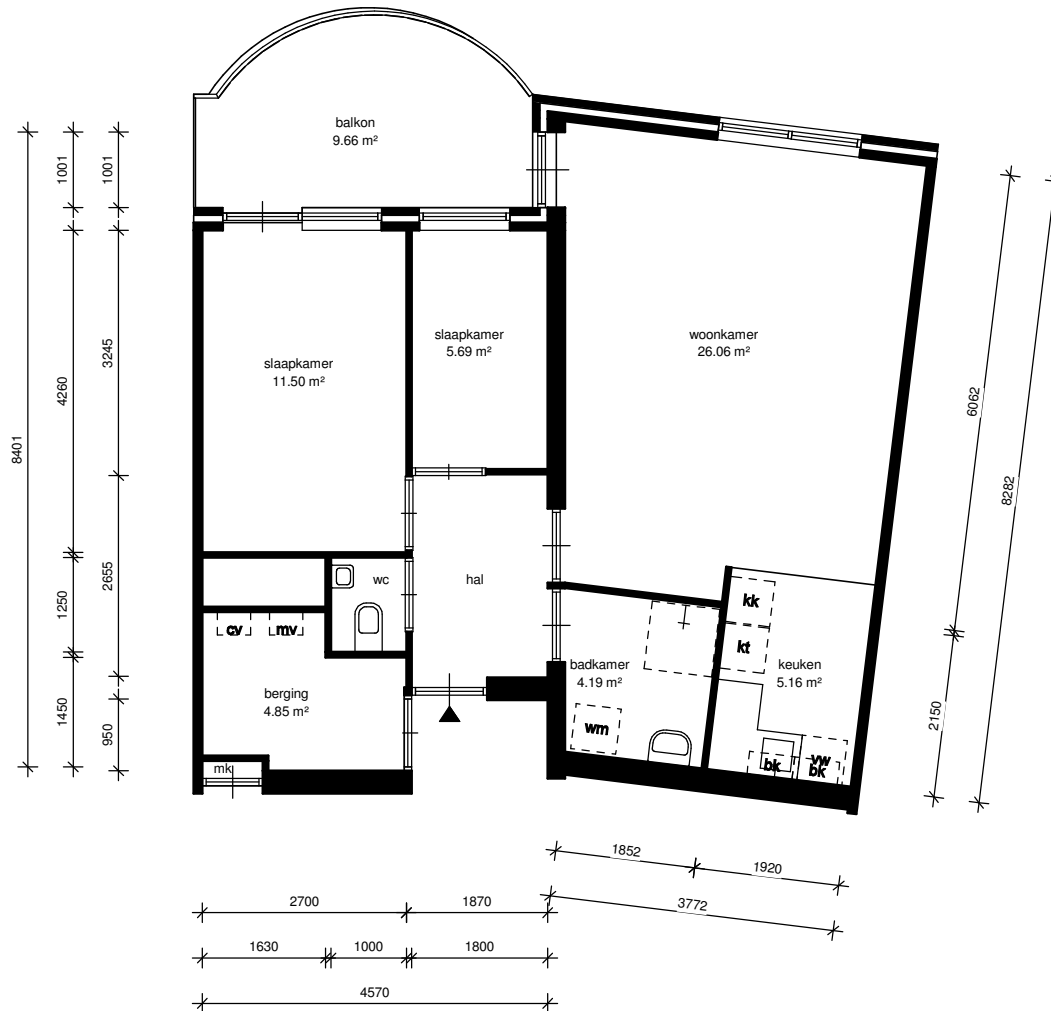 balkon
9.66 m²
slaapkamer
5.69 m²
woonkamer
26.06 m²
slaapkamer
11.50 m²
wc
hal
kk
kt
cv
mv
badkamer
4.19 m²
keuken
5.16 m²
berging
4.85 m²
wm
vw
bk
bk
mk
8401
1001
4260
1250
1450
1001
3245
2655
950
6062
2150
8282
1852
1920
3772
2700
1870
1630
1000
1800
4570